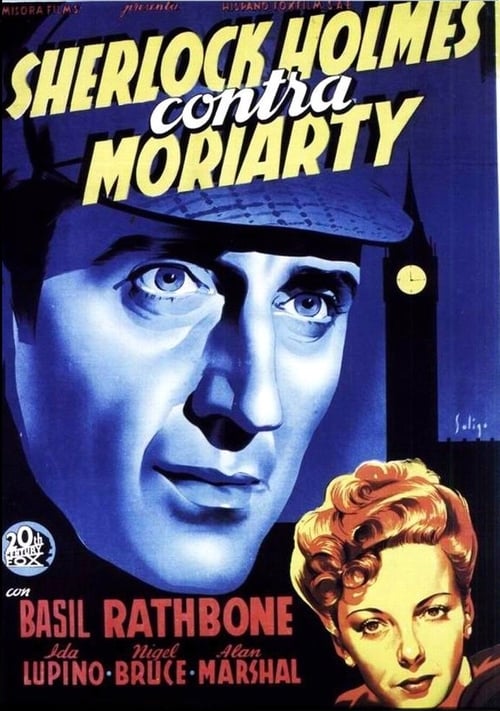 MISORA FILMS presenta HISPANO FOXFILM S.A.E
SHERLOCK HOLMES
contra
MORIARTY
Soligó
20th
CENTURY
FOX
con
BASIL RATHBONE
Ida Nigel Alan
LUPINO · BRUCE · MARSHAL